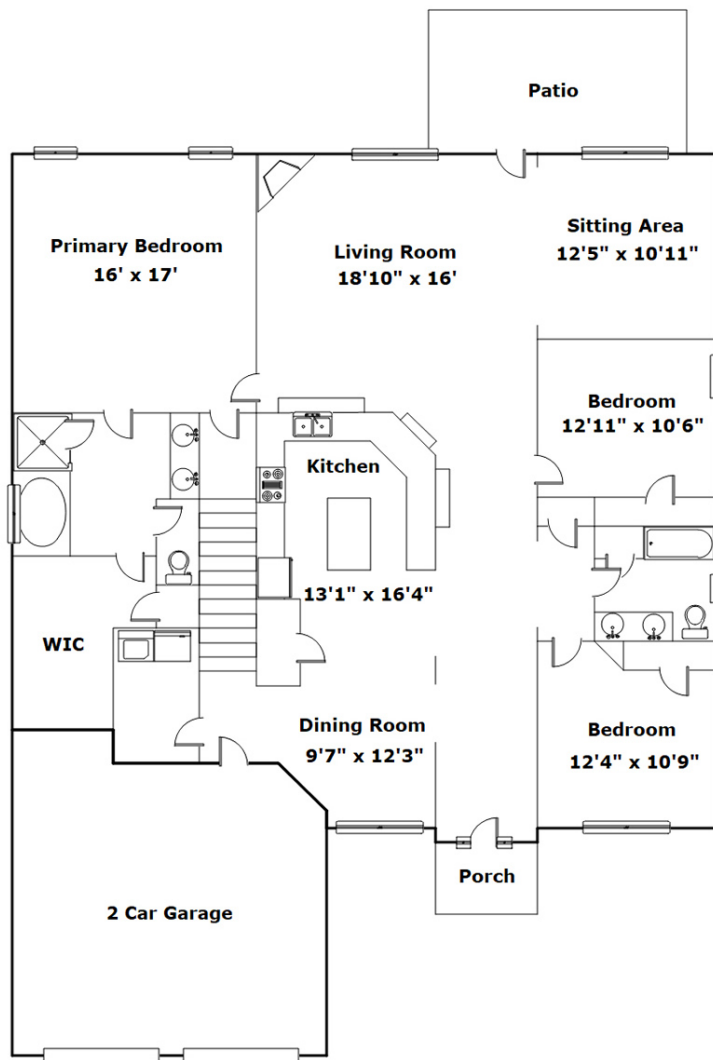 Patio
Primary Bedroom
16' x 17'
Living Room
18'10" x 16'
Sitting Area
12'5" x 10'11"
Bedroom
12'11" x 10'6"
Kitchen
13'1" x 16'4"
WIC
Dining Room
9'7" x 12'3"
Bedroom
12'4" x 10'9"
Porch
2 Car Garage